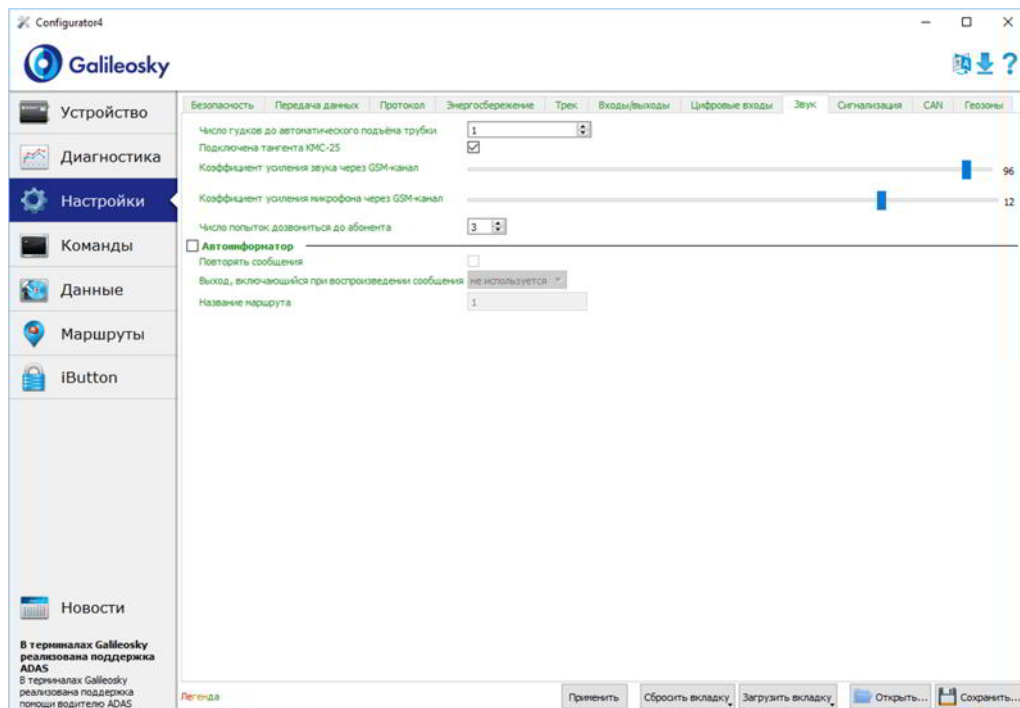 Configurator4
Galileosky
Устройство
Диагностика
Настройки
Команды
Данные
Маршруты
iButton
Безопасность Передача данных Протокол Энергосбережение Трек Входы/выходы Цифровые входы Звук Сигнализация CAN Геозоны
Число гудков до автоматического подъёма трубки 1
Подключена тангента КМС-25
Коэффициент усиления звука через GSM-канал 96
Коэффициент усиления микрофона через GSM-канал 12
Число попыток дозвониться до абонента 3
Автоинформатор
Повторять сообщения
Выход, включающийся при воспроизведении сообщения не используется
Название маршрута 1
Новости
В терминалах Galileosky
реализована поддержка
ADAS
В терминалах Galileosky
реализована поддержка
помощи водителю ADAS
Легенда Применить Сбросить вкладку Загрузить вкладку Открыть... Сохранить...